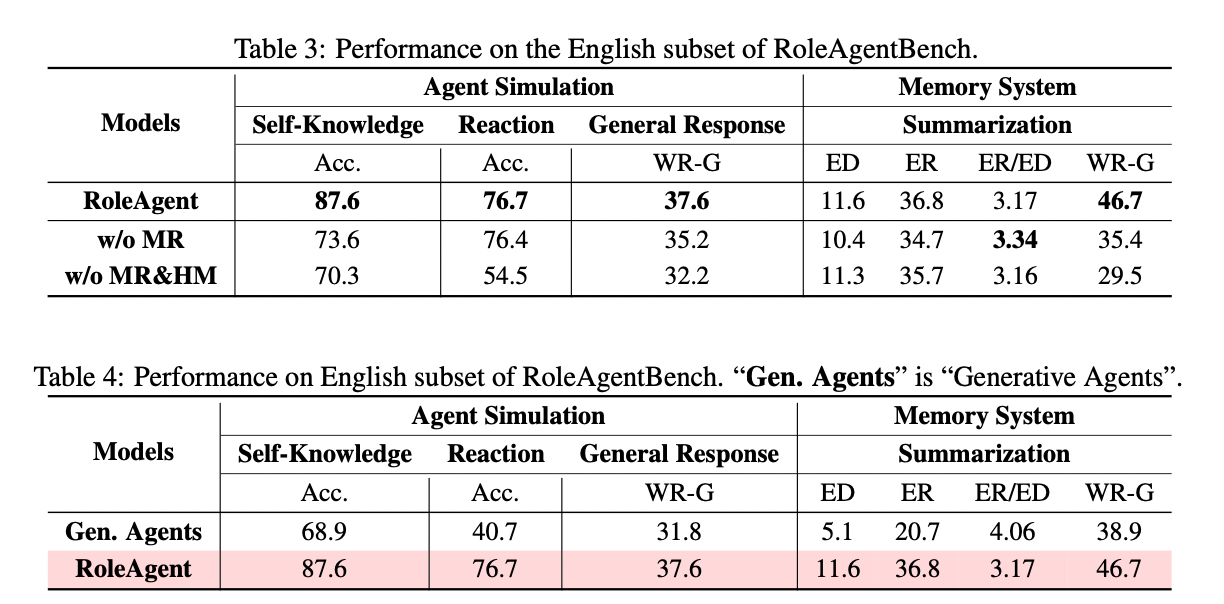 Table 3: Performance on the English subset of RoleAgentBench.
Models Agent Simulation Memory System
Self-Knowledge Reaction General Response Summarization
Acc. Acc. WR-G ED ER ER/ED WR-G
RoleAgent 87.6 76.7 37.6 11.6 36.8 3.17 46.7
w/o MR 73.6 76.4 35.2 10.4 34.7 3.34 35.4
w/o MR&HM 70.3 54.5 32.2 11.3 35.7 3.16 29.5
Table 4: Performance on English subset of RoleAgentBench. “Gen. Agents” is “Generative Agents”.
Models Agent Simulation Memory System
Self-Knowledge Reaction General Response Summarization
Acc. Acc. WR-G ED ER ER/ED WR-G
Gen. Agents 68.9 40.7 31.8 5.1 20.7 4.06 38.9
RoleAgent 87.6 76.7 37.6 11.6 36.8 3.17 46.7